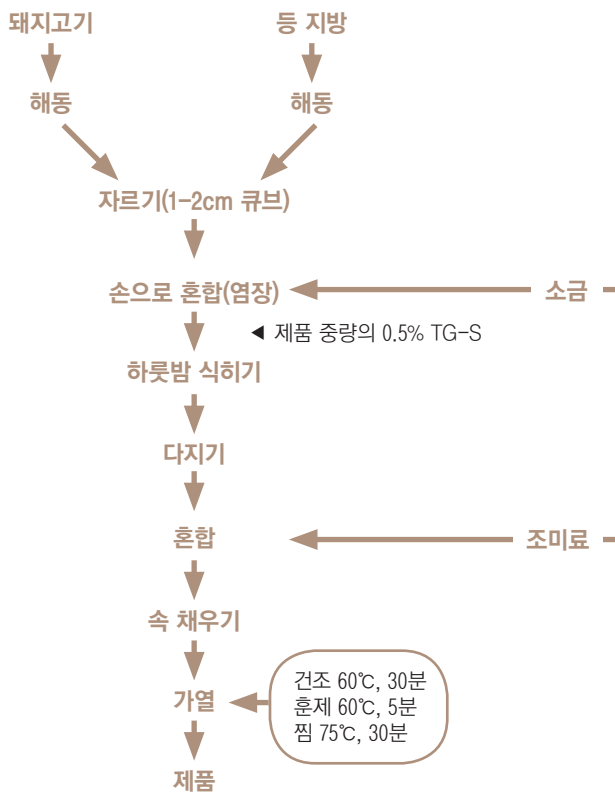 돼지고기 등 지방
해동 해동
자르기(1-2cm 큐브)
손으로 혼합(염장) 소금
◀ 제품 중량의 0.5% TG-S
하룻밤 식히기
다지기
혼합 조미료
속 채우기
건조 60℃, 30분
가열 훈제 60℃, 5분
찜 75℃, 30분
제품